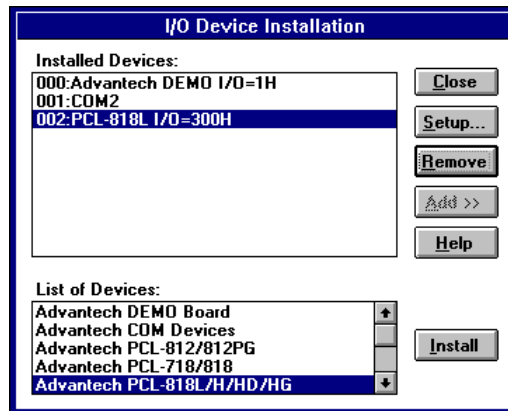 I/O Device Installation
Installed Devices:
000:Advantech DEMO I/O=1H
001:COM2
002:PCL-818L I/O=300H
Close
Setup...
Remove
Add >>
Help
List of Devices:
Advantech DEMO Board
Advantech COM Devices
Advantech PCL-812/812PG
Advantech PCL-718/818
Advantech PCL-818L/H/HD/HG
Install